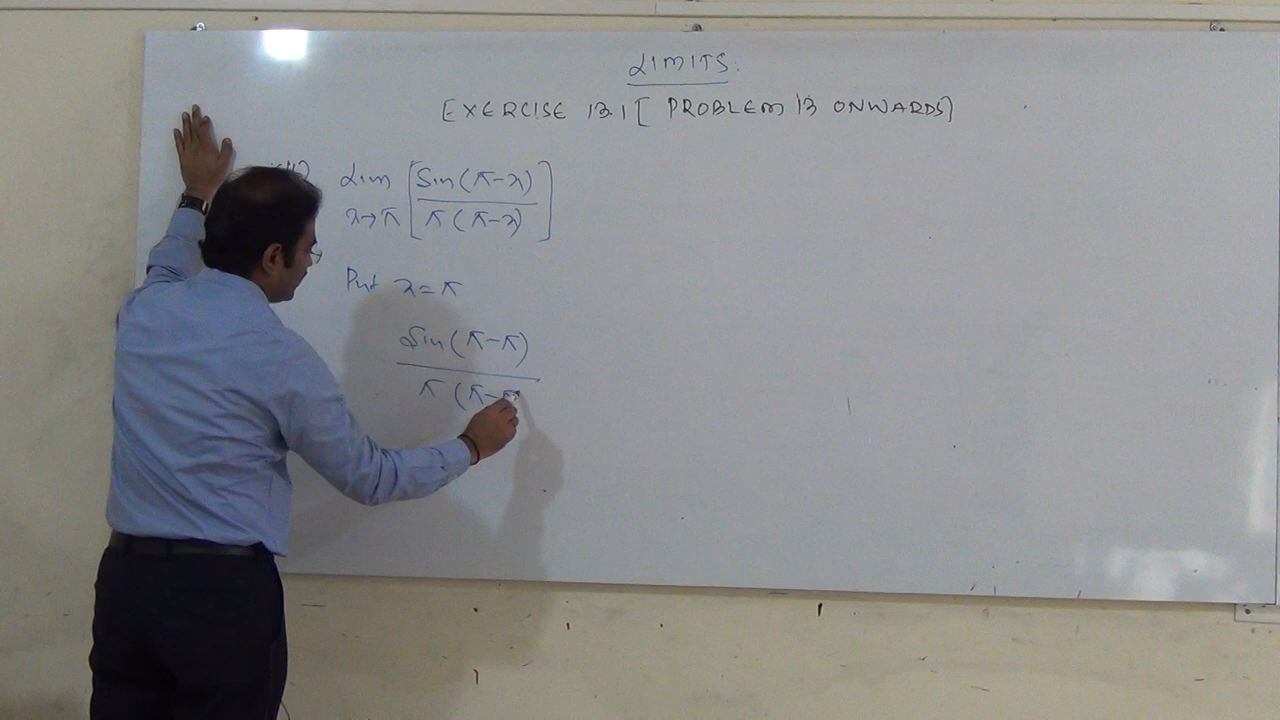 LIMITS:
EXERCISE 13.1 [ PROBLEM 13 ONWARDS]
Lim [ Sin(π-x)
x→π π(π-x) ]
Put x=π
Sin(π-π)
π(π-π